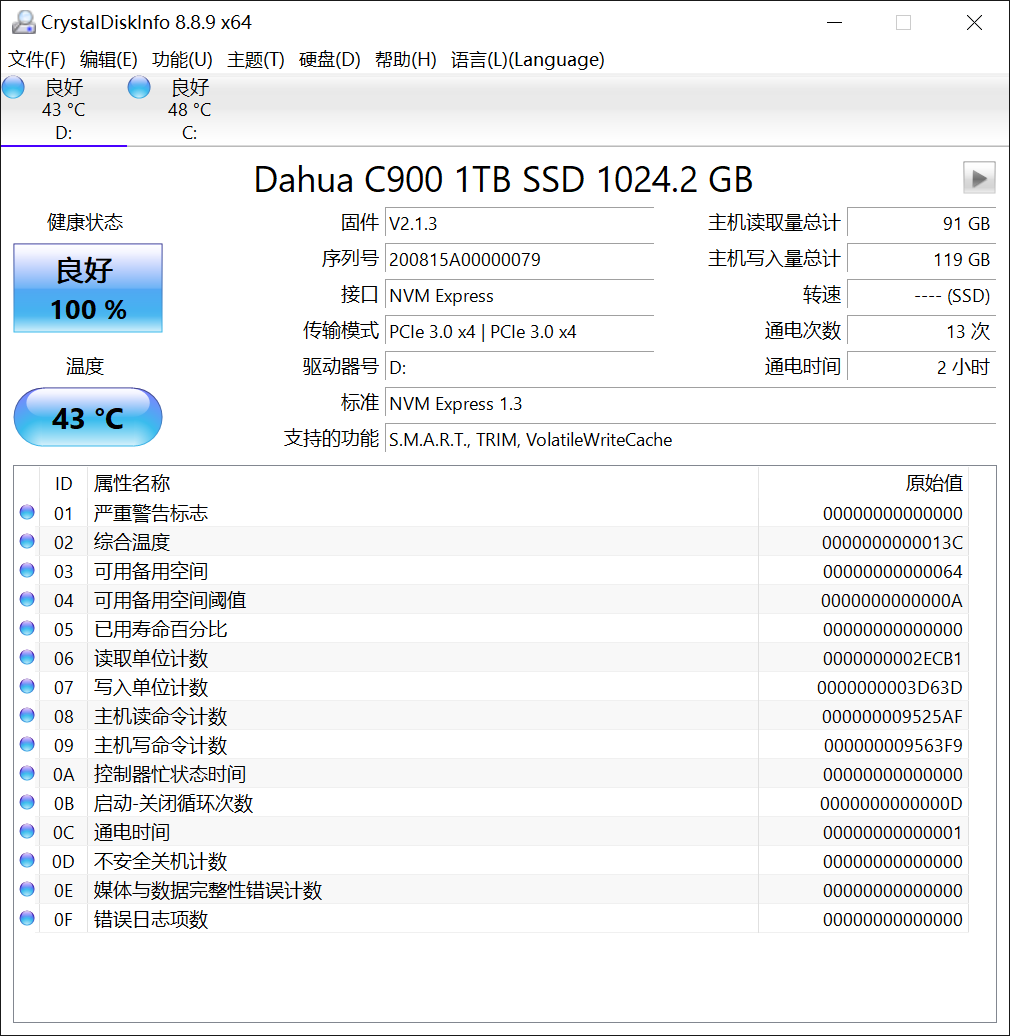 CrystalDiskInfo 8.8.9 x64
文件(F) 编辑(E) 功能(U) 主题(T) 硬盘(D) 帮助(H) 语言(L)(Language)
良好 良好
43 °C 48 °C
D: C:
Dahua C900 1TB SSD 1024.2 GB
健康状态
良好
100 %
温度
43 °C
固件 V2.1.3 主机读取量总计 91 GB
序列号 200815A00000079 主机写入量总计 119 GB
接口 NVM Express 转速 ---- (SSD)
传输模式 PCIe 3.0 x4 | PCIe 3.0 x4 通电次数 13 次
驱动器号 D: 通电时间 2 小时
标准 NVM Express 1.3
支持的功能 S.M.A.R.T., TRIM, VolatileWriteCache
ID 属性名称 原始值
01 严重警告标志 00000000000000
02 综合温度 0000000000013C
03 可用备用空间 00000000000064
04 可用备用空间阈值 0000000000000A
05 已用寿命百分比 00000000000000
06 读取单位计数 0000000002ECB1
07 写入单位计数 0000000003D63D
08 主机读命令计数 000000009525AF
09 主机写命令计数 000000009563F9
0A 控制器忙状态时间 00000000000000
0B 启动-关闭循环次数 0000000000000D
0C 通电时间 00000000000001
0D 不安全关机计数 00000000000000
0E 媒体与数据完整性错误计数 00000000000000
0F 错误日志项数 00000000000000